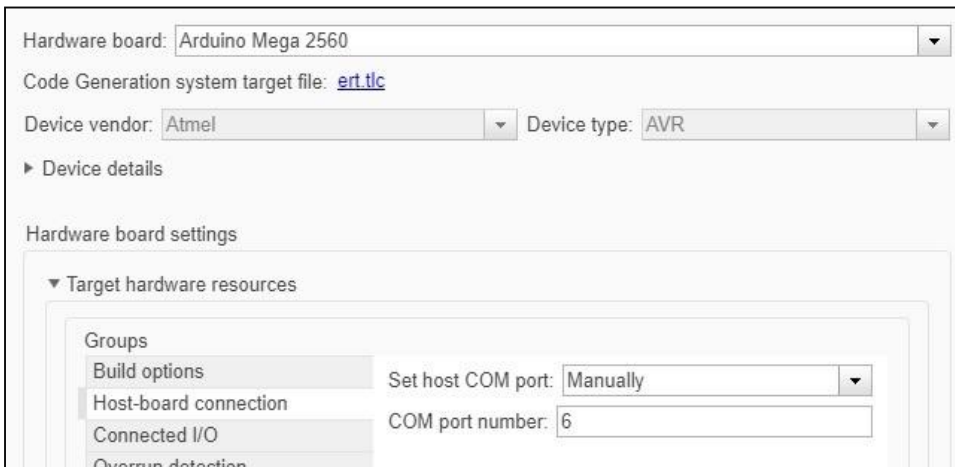 Hardware board: Arduino Mega 2560
Code Generation system target file: ert.tlc
Device vendor: Atmel Device type: AVR
Device details
Hardware board settings
Target hardware resources
Groups
Build options
Set host COM port: Manually
Host-board connection
COM port number: 6
Connected I/O
Overrun detection